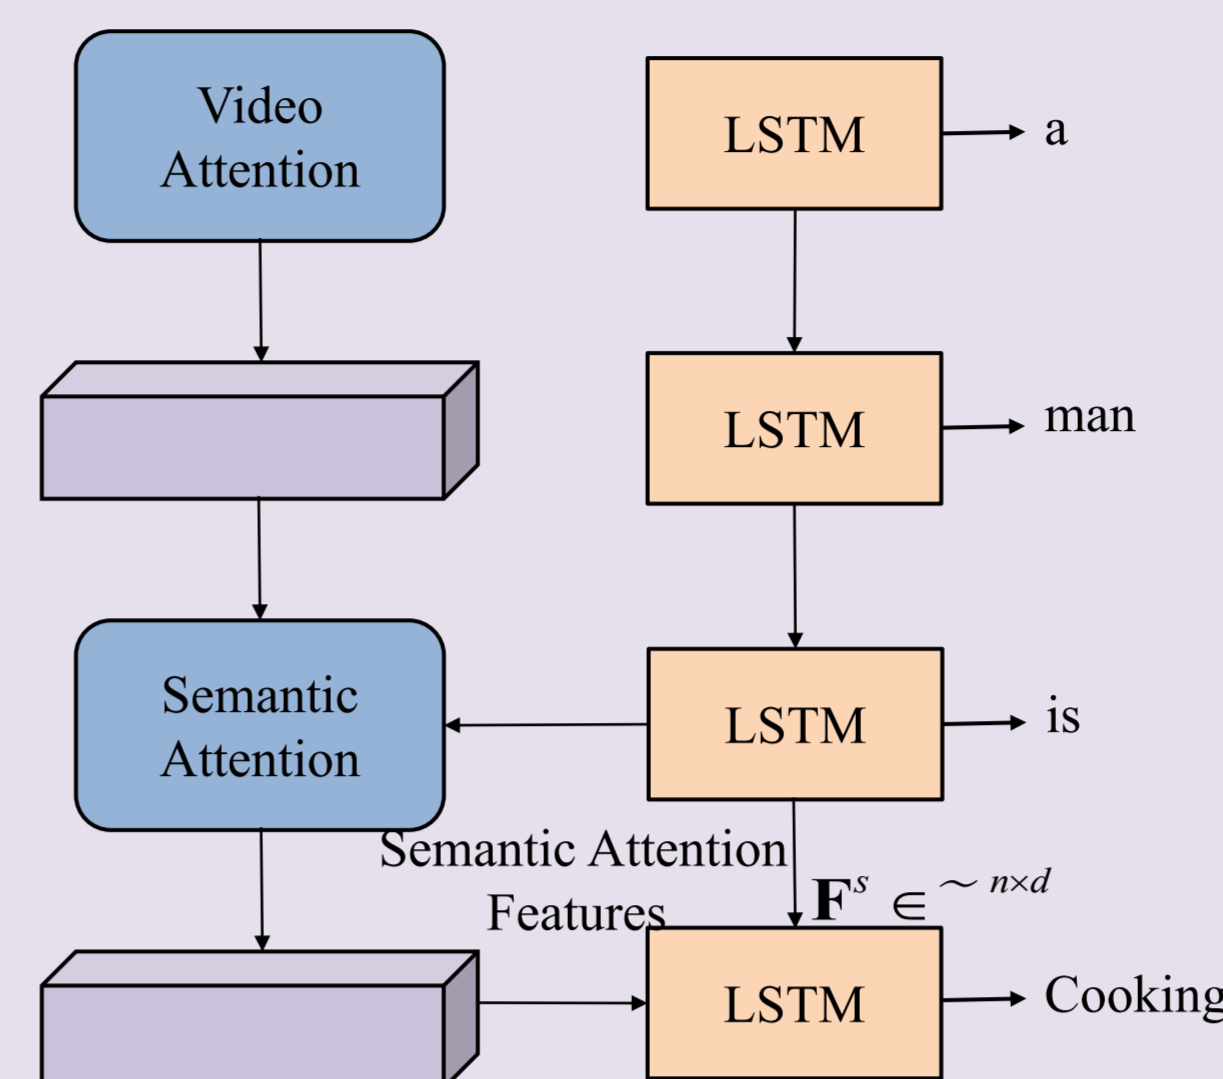 Video
Attention
LSTM
a
LSTM
man
Semantic
Attention
LSTM
is
Semantic Attention
Features
F^s ∈ ~ n×d
LSTM
Cooking